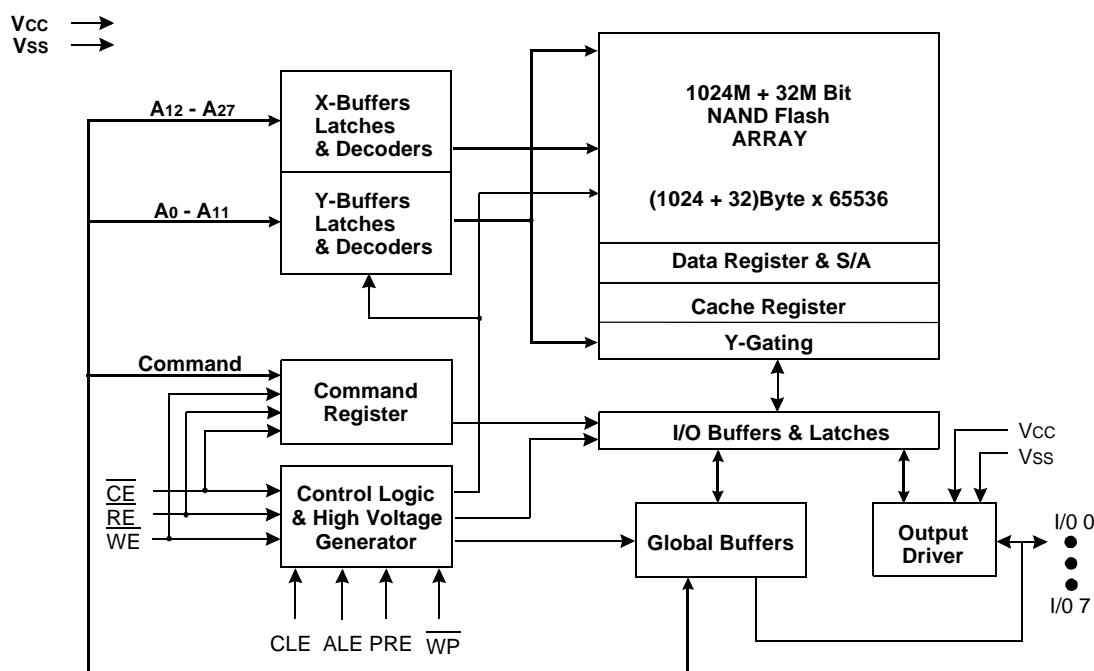 VCC
VSS
A12 - A27
X-Buffers
Latches
& Decoders
A0 - A11
Y-Buffers
Latches
& Decoders
1024M + 32M Bit
NAND Flash
ARRAY
(1024 + 32)Byte x 65536
Data Register & S/A
Cache Register
Y-Gating
Command
Command
Register
I/O Buffers & Latches
VCC
VSS
CE
RE
WE
Control Logic
& High Voltage
Generator
Global Buffers
Output
Driver
I/0 0
I/0 7
CLE
ALE
PRE
WP